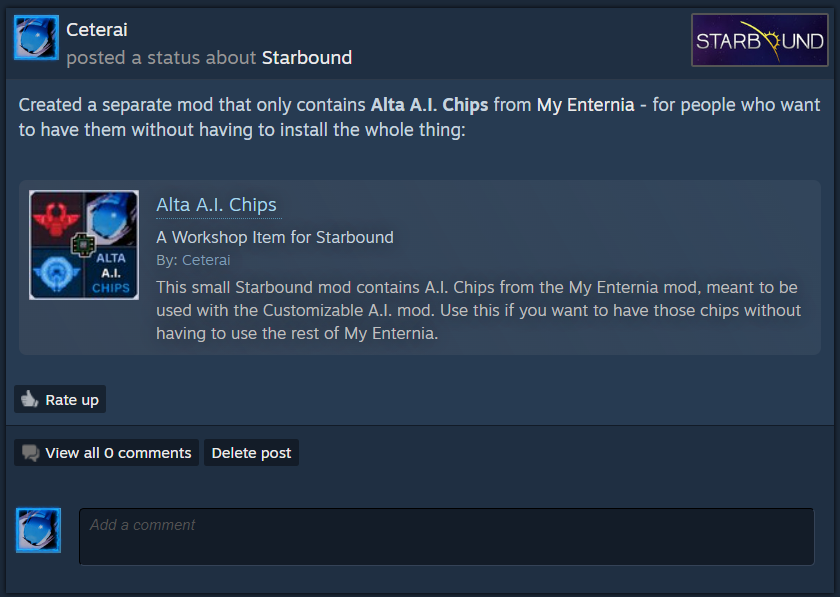 Ceterai
posted a status about Starbound
STARBOUND
Created a separate mod that only contains Alta A.I. Chips from My Enternia - for people who want
to have them without having to install the whole thing:
ALTA
A.I.
CHIPS
Alta A.I. Chips
A Workshop Item for Starbound
By: Ceterai
This small Starbound mod contains A.I. Chips from the My Enternia mod, meant to be
used with the Customizable A.I. mod. Use this if you want to have those chips without
having to use the rest of My Enternia.
Rate up
View all 0 comments
Delete post
Add a comment